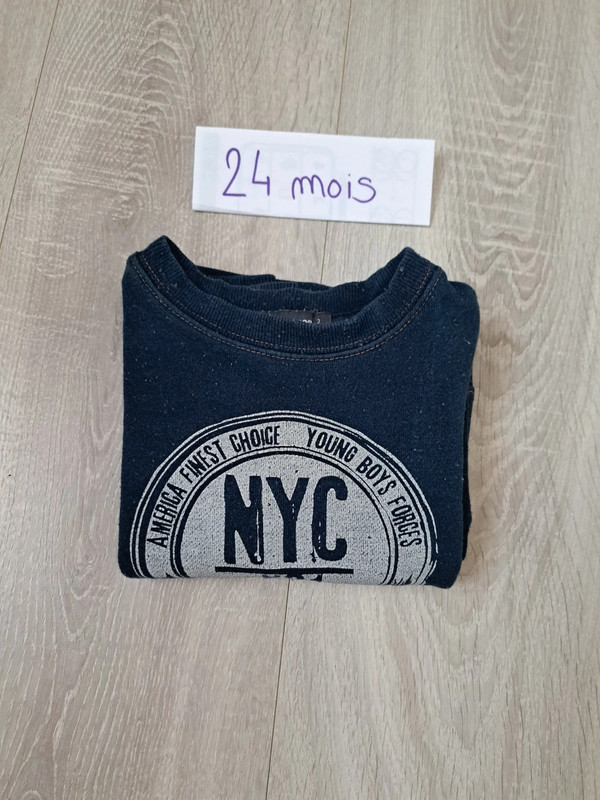 24 mois
AMERICA FINEST CHOICE YOUNG BOYS FORCES
NYC